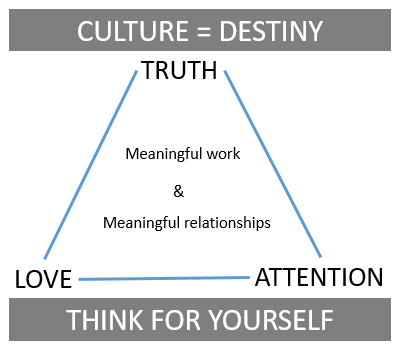 CULTURE = DESTINY
TRUTH
Meaningful work
&
Meaningful relationships
LOVE
ATTENTION
THINK FOR YOURSELF